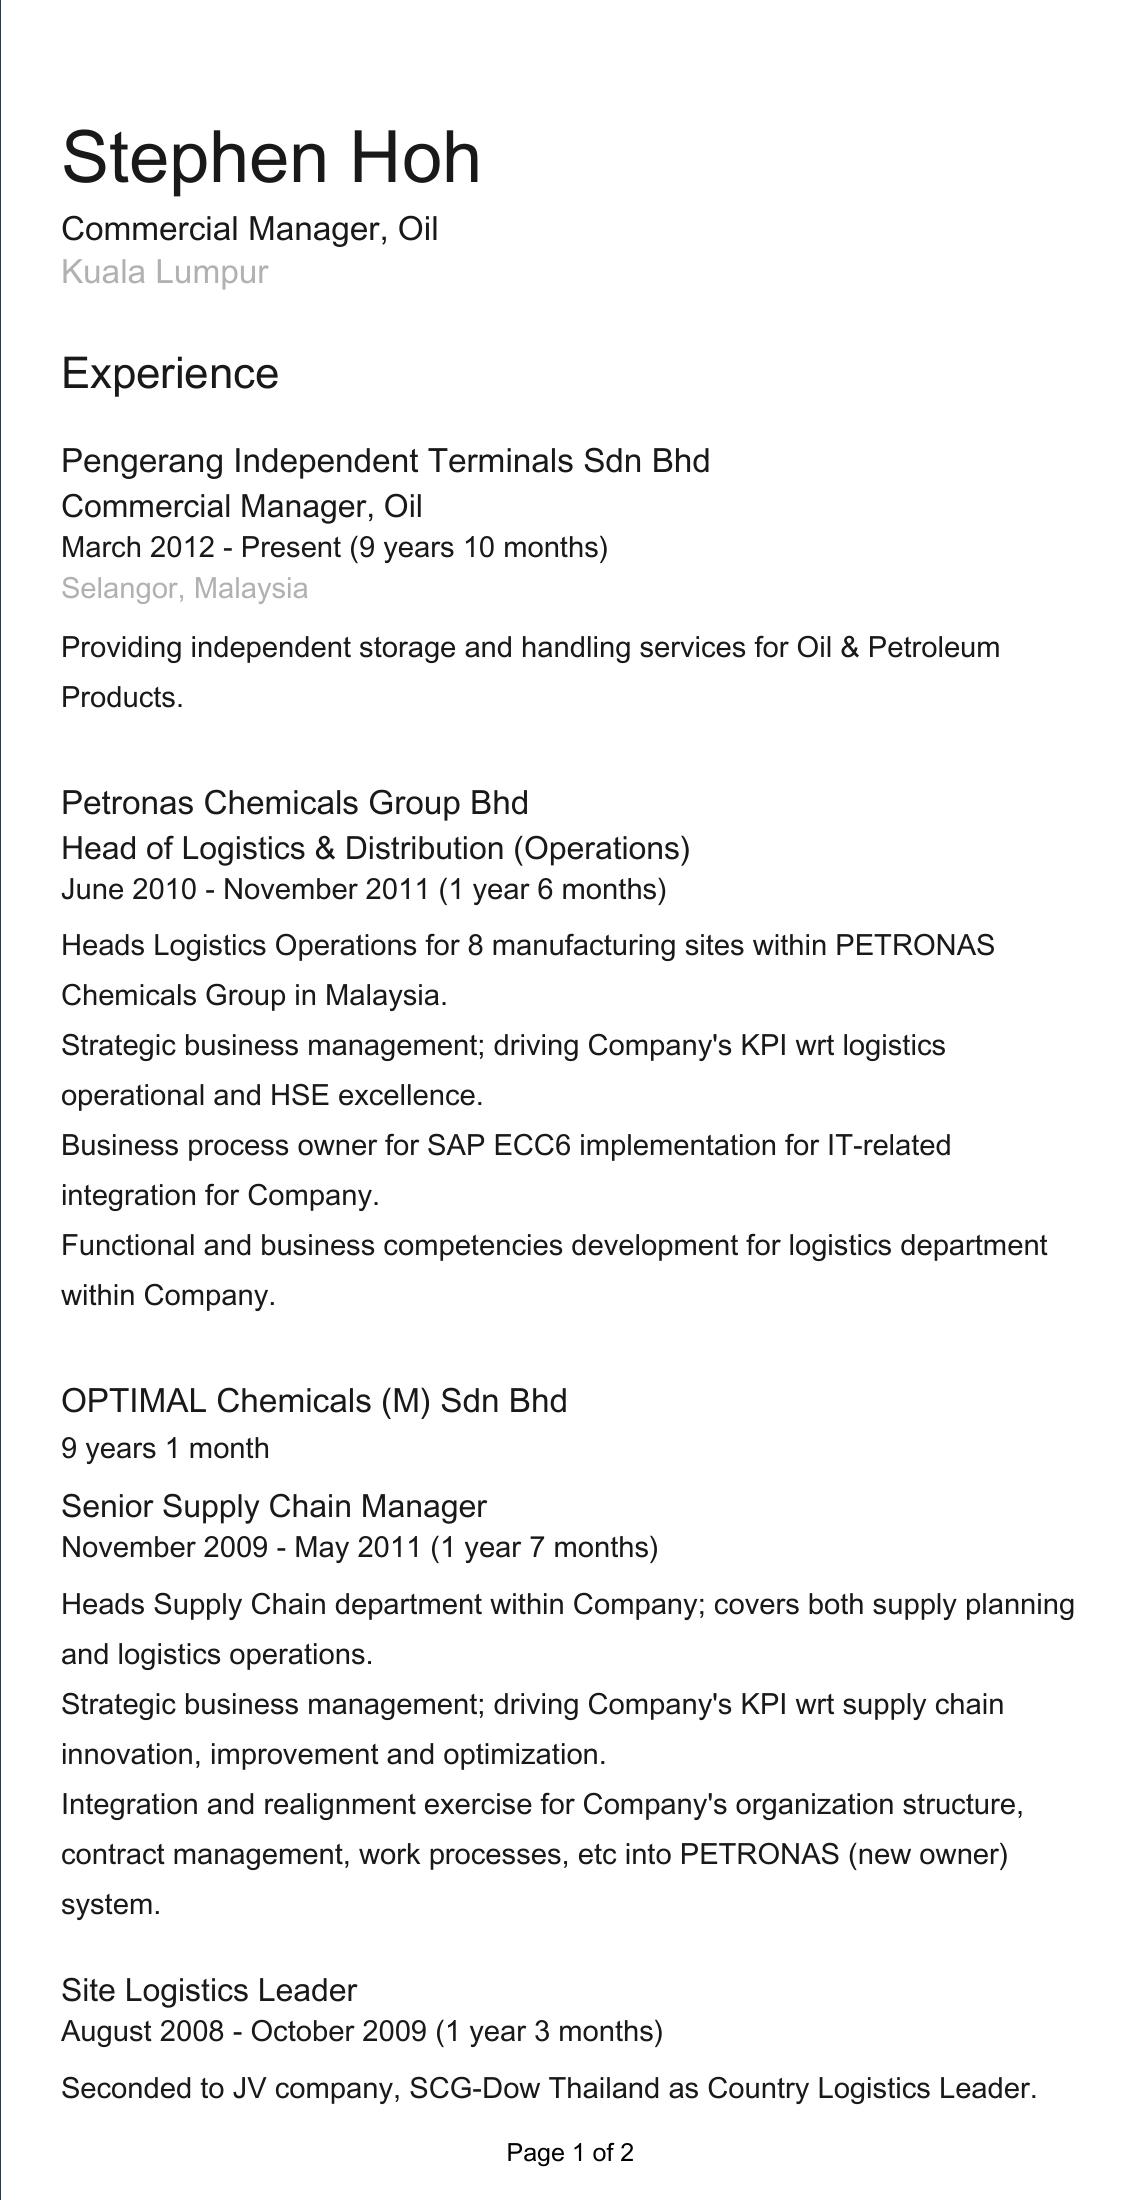 Stephen Hoh
Commercial Manager, Oil
Kuala Lumpur
Experience
Pengerang Independent Terminals Sdn Bhd
Commercial Manager, Oil
March 2012 - Present (9 years 10 months)
Selangor, Malaysia
Providing independent storage and handling services for Oil & Petroleum
Products.
Petronas Chemicals Group Bhd
Head of Logistics & Distribution (Operations)
June 2010 - November 2011 (1 year 6 months)
Heads Logistics Operations for 8 manufacturing sites within PETRONAS
Chemicals Group in Malaysia.
Strategic business management; driving Company's KPI wrt logistics
operational and HSE excellence.
Business process owner for SAP ECC6 implementation for IT-related
integration for Company.
Functional and business competencies development for logistics department
within Company.
OPTIMAL Chemicals (M) Sdn Bhd
9 years 1 month
Senior Supply Chain Manager
November 2009 - May 2011 (1 year 7 months)
Heads Supply Chain department within Company; covers both supply planning
and logistics operations.
Strategic business management; driving Company's KPI wrt supply chain
innovation, improvement and optimization.
Integration and realignment exercise for Company's organization structure,
contract management, work processes, etc into PETRONAS (new owner)
system.
Site Logistics Leader
August 2008 - October 2009 (1 year 3 months)
Seconded to JV company, SCG-Dow Thailand as Country Logistics Leader.
Page 1 of 2